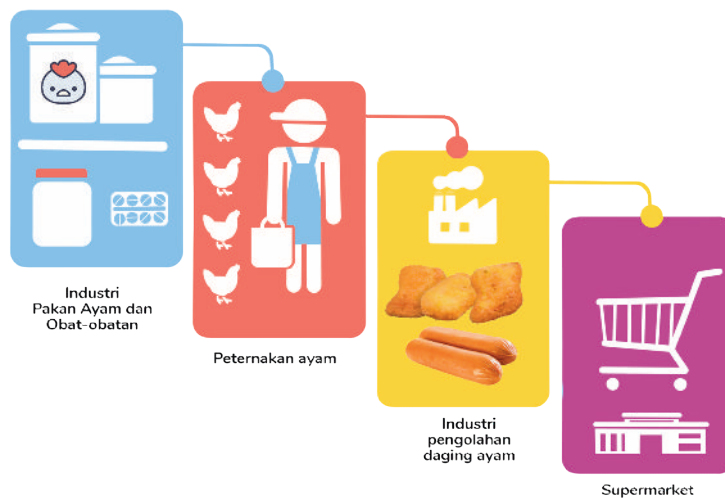 Industri
Pakan Ayam dan
Obat-obatan
Peternakan ayam
Industri
pengolahan
daging ayam
Supermarket